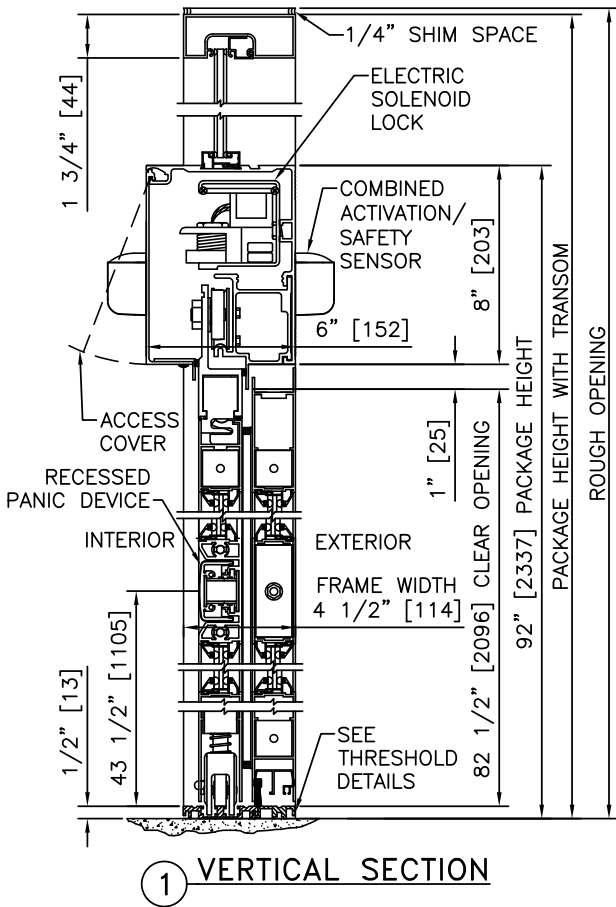 1/4" SHIM SPACE
ELECTRIC
SOLENOID
LOCK
1 3/4" [44]
COMBINED
ACTIVATION/
SAFETY
SENSOR
8" [203]
6" [152]
ACCESS
COVER
1" [25]
RECESSED
PANIC DEVICE
INTERIOR
EXTERIOR
FRAME WIDTH
4 1/2" [114]
82 1/2" [2096] CLEAR OPENING
92" [2337] PACKAGE HEIGHT
PACKAGE HEIGHT WITH TRANSOM
ROUGH OPENING
1/2" [13]
43 1/2" [1105]
SEE
THRESHOLD
DETAILS
1 VERTICAL SECTION